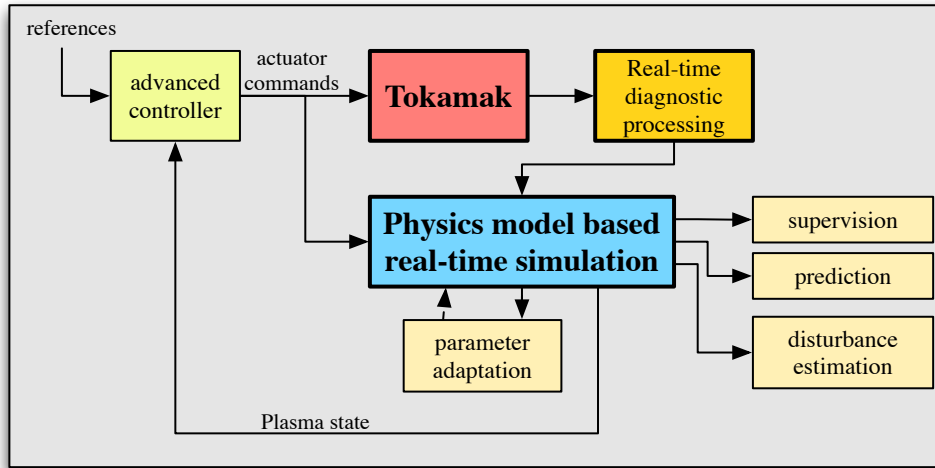 references
advanced
controller
actuator
commands
Tokamak
Real-time
diagnostic
processing
Physics model based
real-time simulation
supervision
prediction
disturbance
estimation
parameter
adaptation
Plasma state